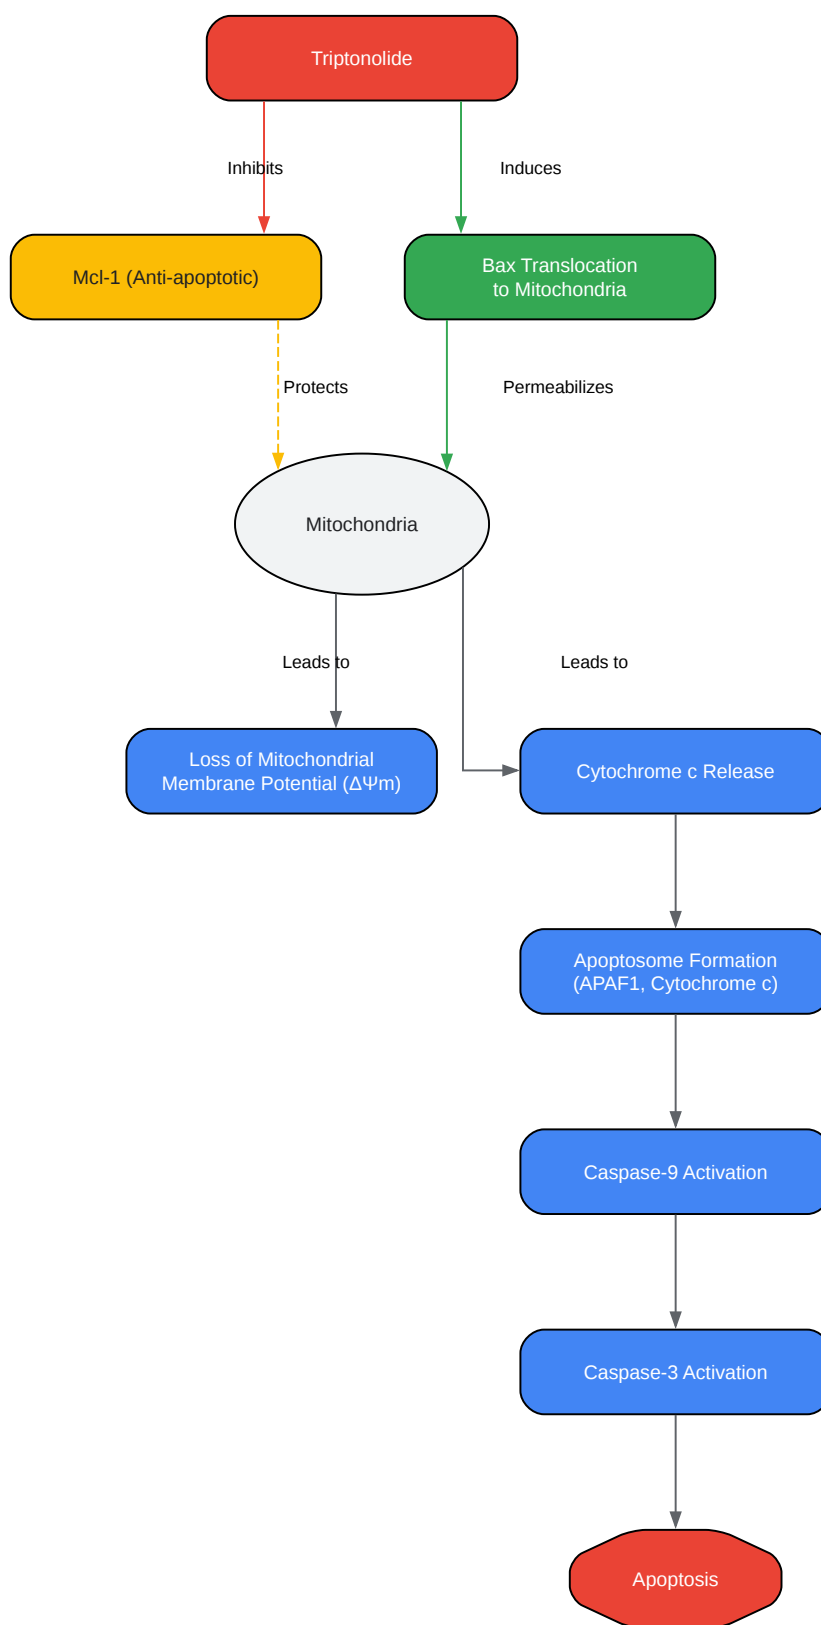 Triptonolide
Inhibits
Induces
Mcl-1 (Anti-apoptotic)
Bax Translocation
to Mitochondria
Protects
Permeabilizes
Mitochondria
Leads to
Leads to
Loss of Mitochondrial
Membrane Potential (ΔΨm)
Cytochrome c Release
Apoptosome Formation
(APAF1, Cytochrome c)
Caspase-9 Activation
Caspase-3 Activation
Apoptosis